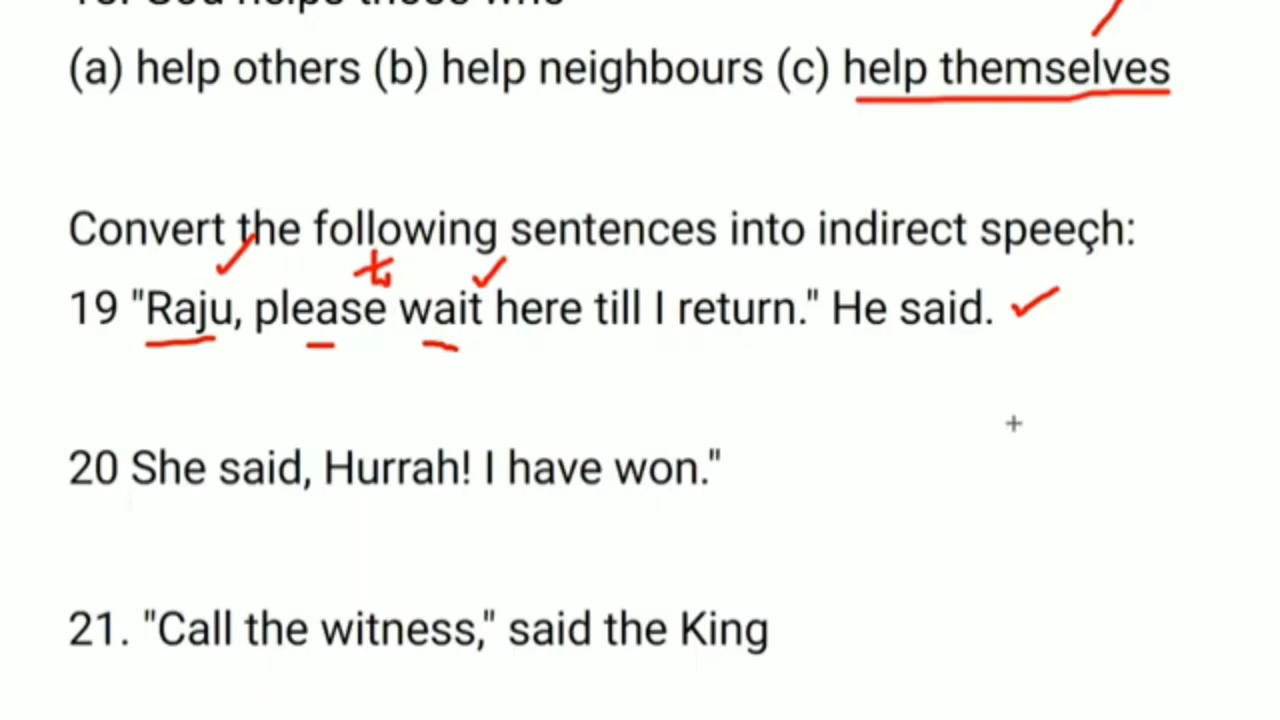 (a) help others (b) help neighbours (c) help themselves
Convert the following sentences into indirect speech:
19 "Raju, please wait here till I return." He said.
20 She said, Hurrah! I have won."
21. "Call the witness," said the King